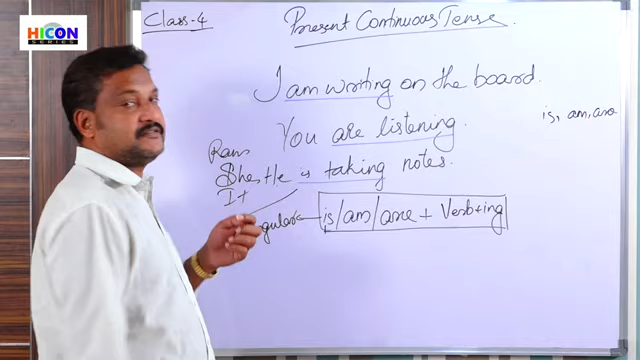 HICON
SERIES
Class-4
Present Continuous Tense.
I am writing on the board.
is, am, are
You are listening.
Ram
She, He is taking notes.
It
is/am/are + Verb+ing